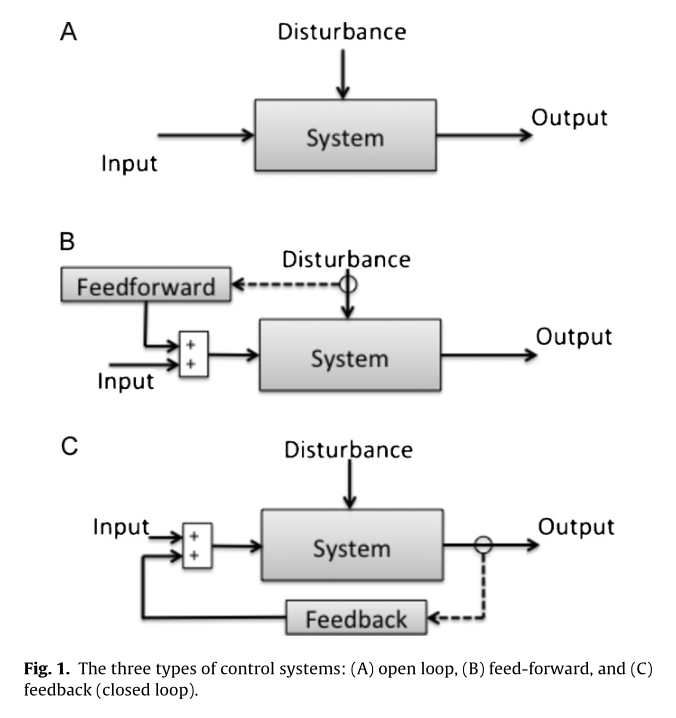 A
Disturbance
System
Output
Input
B
Disturbance
Feedforward
+
+
System
Output
Input
C
Disturbance
Input
+
+
System
Output
Feedback
Fig. 1. The three types of control systems: (A) open loop, (B) feed-forward, and (C)
feedback (closed loop).